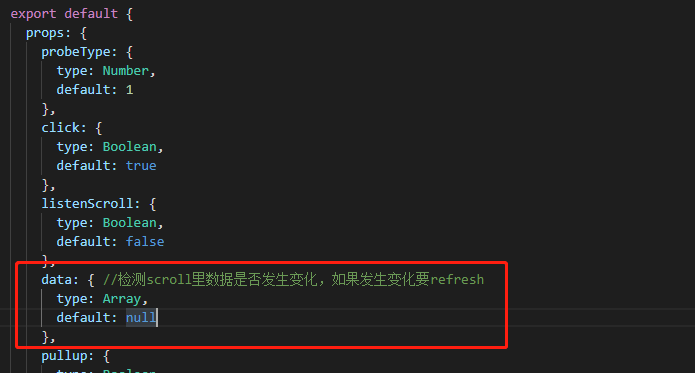 export default {
props: {
probeType: {
type: Number,
default: 1
},
click: {
type: Boolean,
default: true
},
listenScroll: {
type: Boolean,
default: false
},
data: { //检测scroll里数据是否发生变化，如果发生变化要refresh
type: Array,
default: null
},
pullup: {
type: Boolean